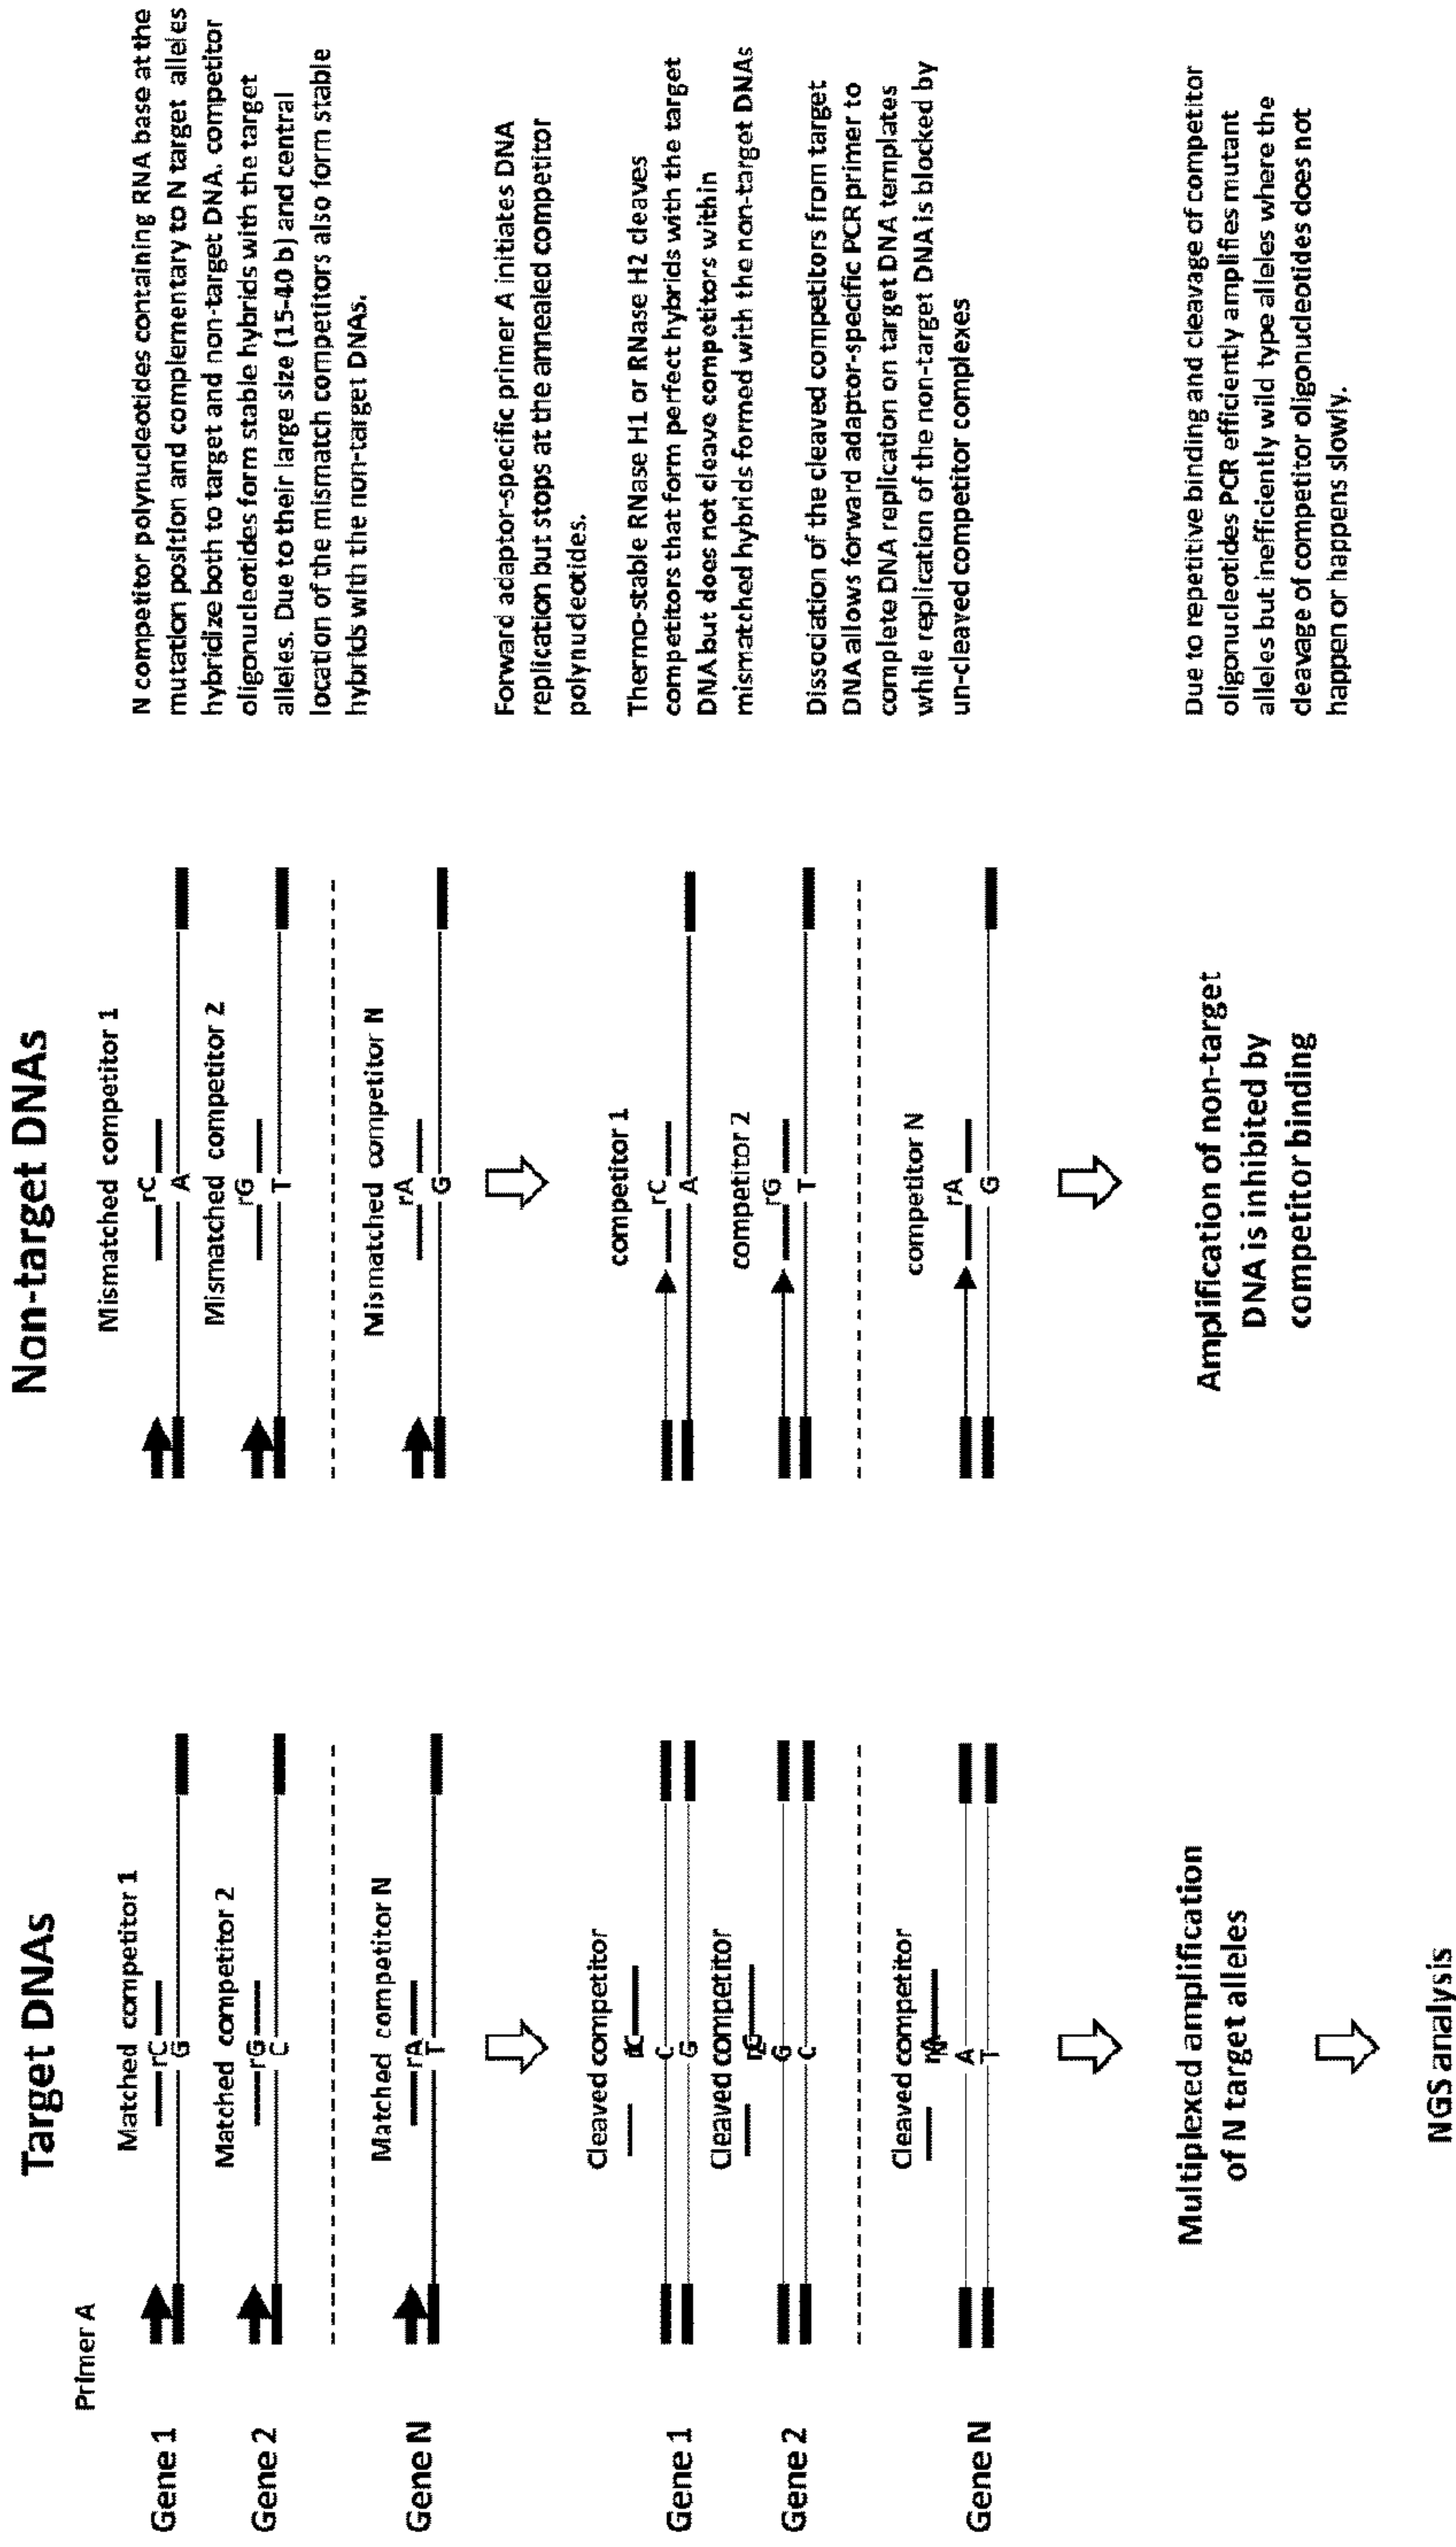 Target DNAs
Non-target DNAs
Primer A
Gene 1
Matched competitor 1
rC
G
Gene 2
Matched competitor 2
rG
C
Gene N
Matched competitor N
rA
T
Mismatched competitor 1
rC
A
Mismatched competitor 2
rG
T
Mismatched competitor N
rA
G
N competitor polynucleotides containing RNA base at the
mutation position and complementary to N target alleles
hybridize both to target and non-target DNA. competitor
oligonucleotides form stable hybrids with the target
alleles. Due to their large size (15-40 b) and central
location of the mismatch competitors also form stable
hybrids with the non-target DNAs.
Gene 1
Cleaved competitor
C
G
Gene 2
Cleaved competitor
G
C
Gene N
Cleaved competitor
A
T
competitor 1
rC
A
competitor 2
rG
T
competitor N
rA
G
Forward adaptor-specific primer A initiates DNA
replication but stops at the annealed competitor
polynucleotides.
Thermo-stable RNase H1 or RNase H2 cleaves
competitors that form perfect hybrids with the target
DNA but does not cleave competitors within
mismatched hybrids formed with the non-target DNAs
Dissociation of the cleaved competitors from target
DNA allows forward adaptor-specific PCR primer to
complete DNA replication on target DNA templates
while replication of the non-target DNA is blocked by
un-cleaved competitor complexes
Multiplexed amplification
of N target alleles
Amplification of non-target
DNA is inhibited by
competitor binding
Due to repetitive binding and cleavage of competitor
oligonucleotides PCR efficiently amplifies mutant
alleles but inefficiently wild type alleles where the
cleavage of competitor oligonucleotides does not
happen or happens slowly.
NGS analysis